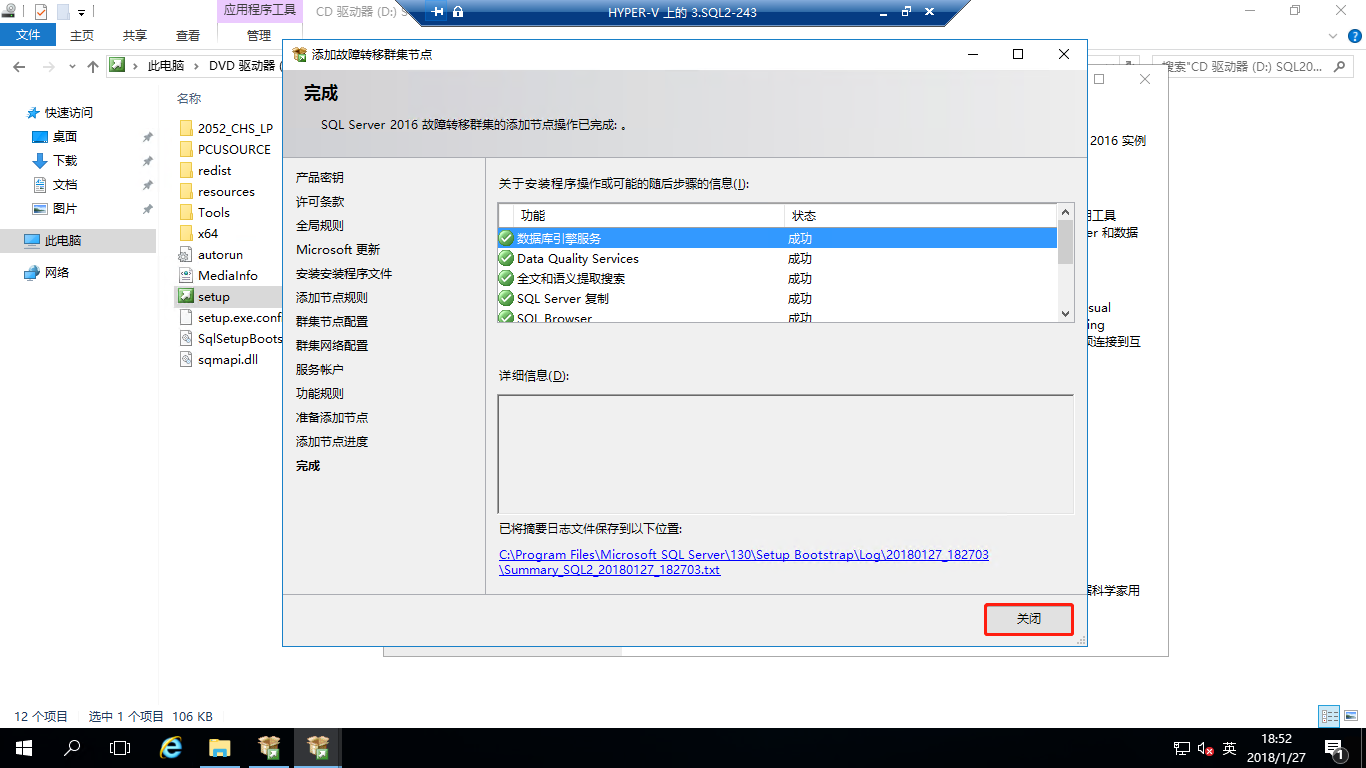 应用程序工具
CD 驱动器 (D:) S
HYPER-V 上的 3.SQL2-243
文件
主页
共享
查看
管理
此电脑
DVD 驱动器 (
搜索"CD 驱动器 (D:) SQL20...
快速访问
桌面
下载
文档
图片
此电脑
网络
名称
2052_CHS_LP
PCUSOURCE
redist
resources
Tools
x64
autorun
MediaInfo
setup
setup.exe.conf
SqlSetupBoots
sqmapi.dll
添加故障转移群集节点
完成
SQL Server 2016 故障转移群集的添加节点操作已完成: 。
产品密钥
许可条款
全局规则
Microsoft 更新
安装安装程序文件
添加节点规则
群集节点配置
群集网络配置
服务帐户
功能规则
准备添加节点
添加节点进度
完成
关于安装程序操作或可能的随后步骤的信息(I):
功能 状态
数据库引擎服务 成功
Data Quality Services 成功
全文和语义提取搜索 成功
SQL Server 复制 成功
SQL Browser 成功
详细信息(D):
已将摘要日志文件保存到以下位置:
C:\Program Files\Microsoft SQL Server\130\Setup Bootstrap\Log\20180127_182703
\Summary_SQL2_20180127_182703.txt
关闭
2016 实例
工具
er 和数据
sual
ing
连接到互
科学家用
12 个项目
选中 1 个项目 106 KB
英
18:52
2018/1/27
1